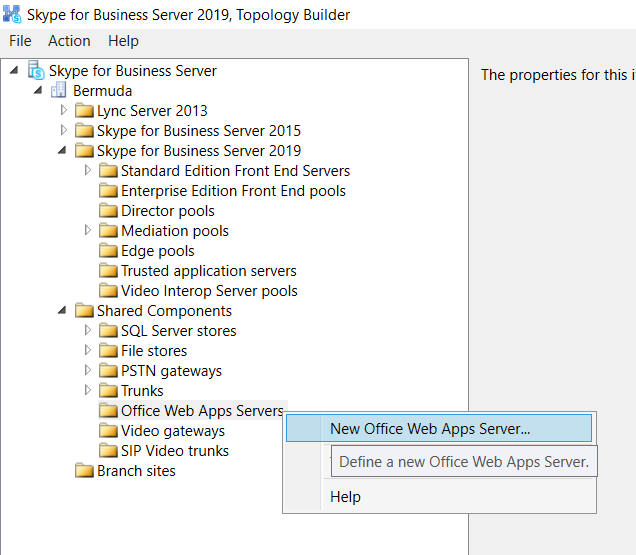 Skype for Business Server 2019, Topology Builder
File Action Help
Skype for Business Server
Bermuda
Lync Server 2013
Skype for Business Server 2015
Skype for Business Server 2019
Standard Edition Front End Servers
Enterprise Edition Front End pools
Director pools
Mediation pools
Edge pools
Trusted application servers
Video Interop Server pools
Shared Components
SQL Server stores
File stores
PSTN gateways
Trunks
Office Web Apps Servers
Video gateways
SIP Video trunks
Branch sites
The properties for this
New Office Web Apps Server...
Define a new Office Web Apps Server.
Help